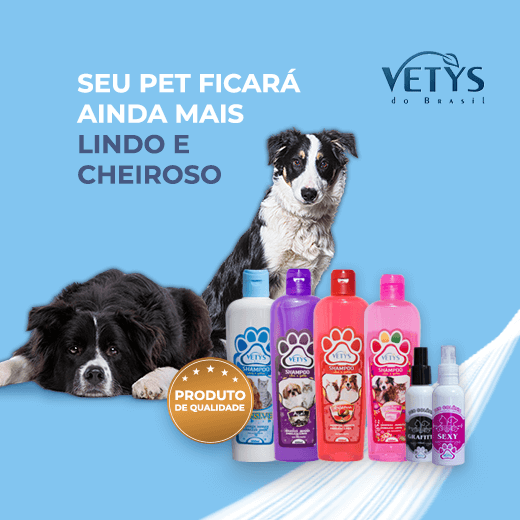 SEU PET FICARÁ
AINDA MAIS
LINDO E
CHEIROSO
VETYS
do Brasil
VETYS
SHAMPOO
VETYS
SHAMPOO
VETYS
SHAMPOO
VETYS
SHAMPOO
PRODUTO
DE QUALIDADE
GRAFITT
SEXY